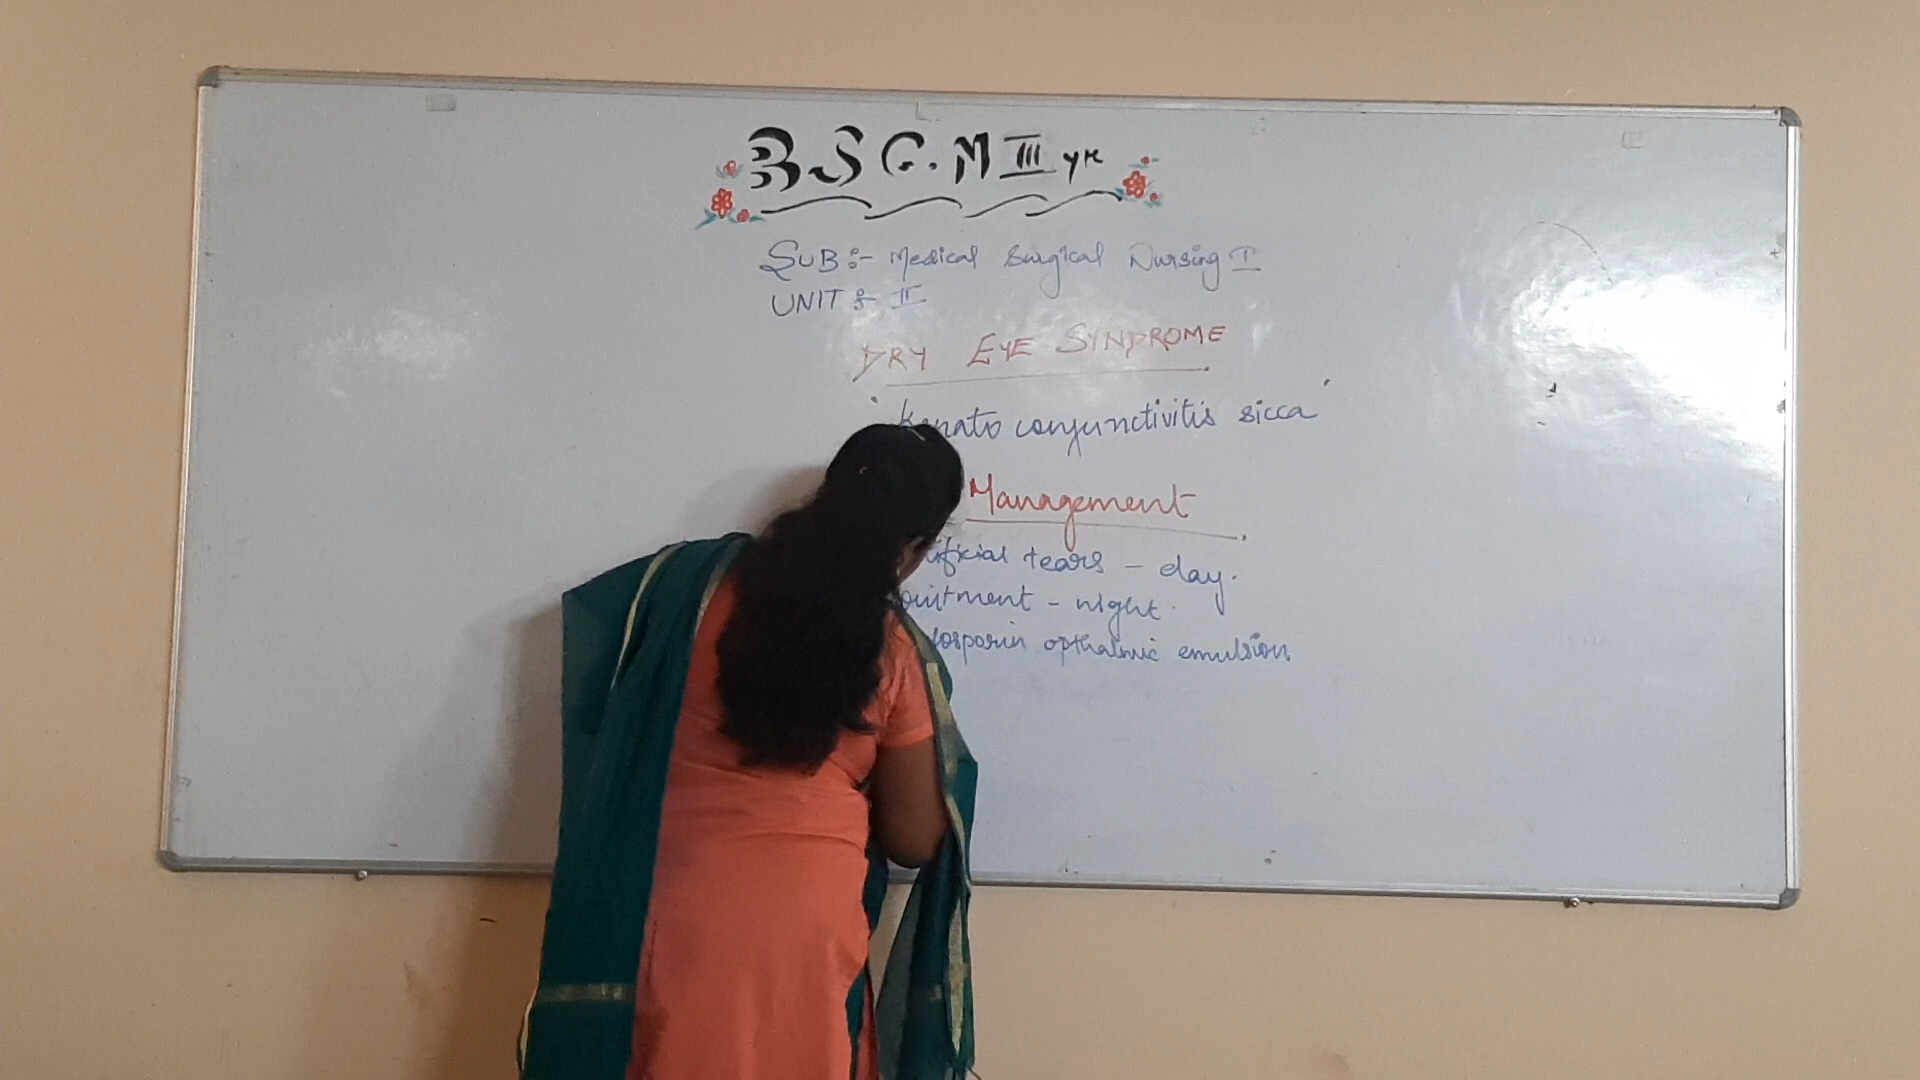 BSC.N III yr
SUB:- Medical Surgical Nursing I
UNIT:- II
DRY EYE SYNDROME
"Kerato conjunctivitis sicca"
Management
tears - day.
ointment - night.
opthalmic emulsion